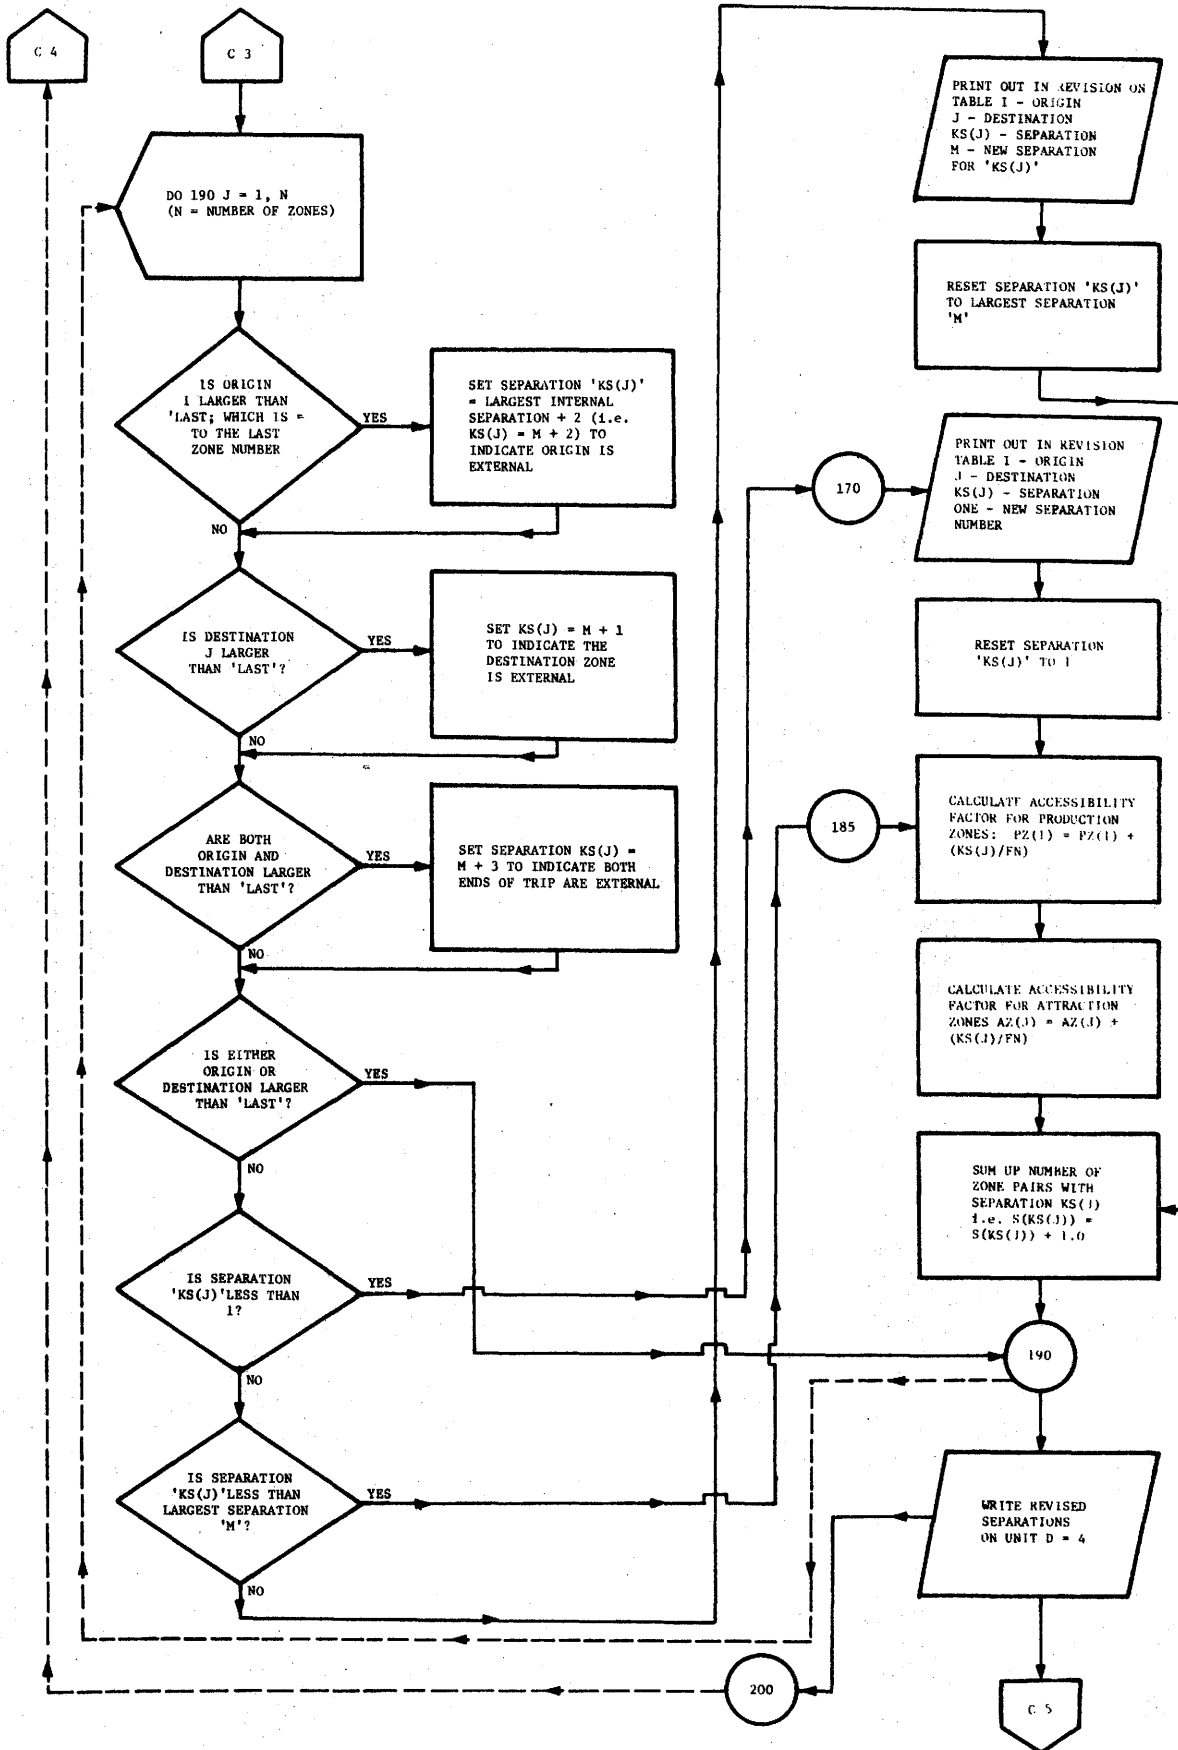 C 4
C 3
DO 190 J = 1, N
(N = NUMBER OF ZONES)
IS ORIGIN
I LARGER THAN
'LAST; WHICH IS =
TO THE LAST
ZONE NUMBER
YES
SET SEPARATION 'KS(J)'
= LARGEST INTERNAL
SEPARATION + 2 (i.e.
KS(J) = M + 2) TO
INDICATE ORIGIN IS
EXTERNAL
NO
IS DESTINATION
J LARGER
THAN 'LAST'?
YES
SET KS(J) = M + 1
TO INDICATE THE
DESTINATION ZONE
IS EXTERNAL
NO
ARE BOTH
ORIGIN AND
DESTINATION LARGER
THAN 'LAST'?
YES
SET SEPARATION KS(J) =
M + 3 TO INDICATE BOTH
ENDS OF TRIP ARE EXTERNAL
NO
IS EITHER
ORIGIN OR
DESTINATION LARGER
THAN 'LAST'?
YES
NO
IS SEPARATION
'KS(J)'LESS THAN
1?
YES
NO
IS SEPARATION
'KS(J)'LESS THAN
LARGEST SEPARATION
'M'?
YES
NO
PRINT OUT IN REVISION ON
TABLE I - ORIGIN
J - DESTINATION
KS(J) - SEPARATION
M - NEW SEPARATION
FOR 'KS(J)'
RESET SEPARATION 'KS(J)'
TO LARGEST SEPARATION
'M'
170
PRINT OUT IN REVISION
TABLE I - ORIGIN
J - DESTINATION
KS(J) - SEPARATION
ONE - NEW SEPARATION
NUMBER
RESET SEPARATION
'KS(J)' TO 1
185
CALCULATE ACCESSIBILITY
FACTOR FOR PRODUCTION
ZONES: PZ(I) = PZ(I) +
(KS(J)/FN)
CALCULATE ACCESSIBILITY
FACTOR FOR ATTRACTION
ZONES AZ(J) = AZ(J) +
(KS(J)/FN)
SUM UP NUMBER OF
ZONE PAIRS WITH
SEPARATION KS(J)
i.e. S(KS(J)) =
S(KS(J)) + 1.0
190
WRITE REVISED
SEPARATIONS
ON UNIT D = 4
200
C 5